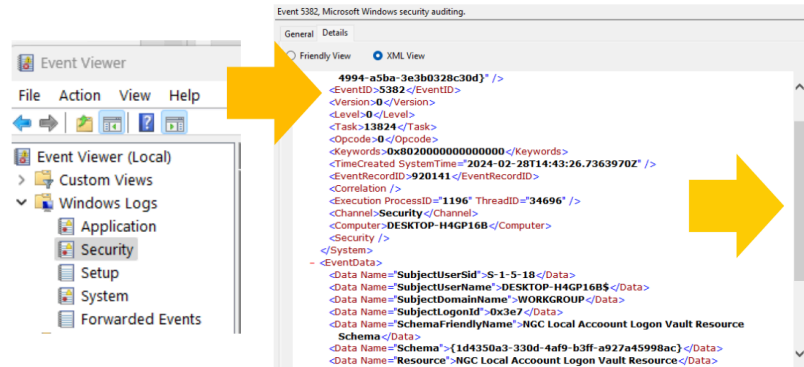 Event Viewer
File Action View Help
Event Viewer (Local)
Custom Views
Windows Logs
Application
Security
Setup
System
Forwarded Events
Event 5382, Microsoft Windows security auditing.
General Details
Friendly View XML View
4994-a5ba-3e3b0328c30d}" />
<EventID>5382</EventID>
<Version>0</Version>
<Level>0</Level>
<Task>13824</Task>
<Opcode>0</Opcode>
<Keywords>0x8020000000000000</Keywords>
<TimeCreated SystemTime="2024-02-28T14:43:26.7363970Z" />
<EventRecordID>920141</EventRecordID>
<Correlation />
<Execution ProcessID="1196" ThreadID="34696" />
<Channel>Security</Channel>
<Computer>DESKTOP-H4GP16B</Computer>
<Security />
</System>
- <EventData>
<Data Name="SubjectUserSid">S-1-5-18</Data>
<Data Name="SubjectUserName">DESKTOP-H4GP16B$</Data>
<Data Name="SubjectDomainName">WORKGROUP</Data>
<Data Name="SubjectLogonId">0x3e7</Data>
<Data Name="SchemaFriendlyName">NGC Local Accoount Logon Vault Resource
Schema</Data>
<Data Name="Schema">{1d4350a3-330d-4af9-b3ff-a927a45998ac}</Data>
<Data Name="Resource">NGC Local Accoount Logon Vault Resource</Data>